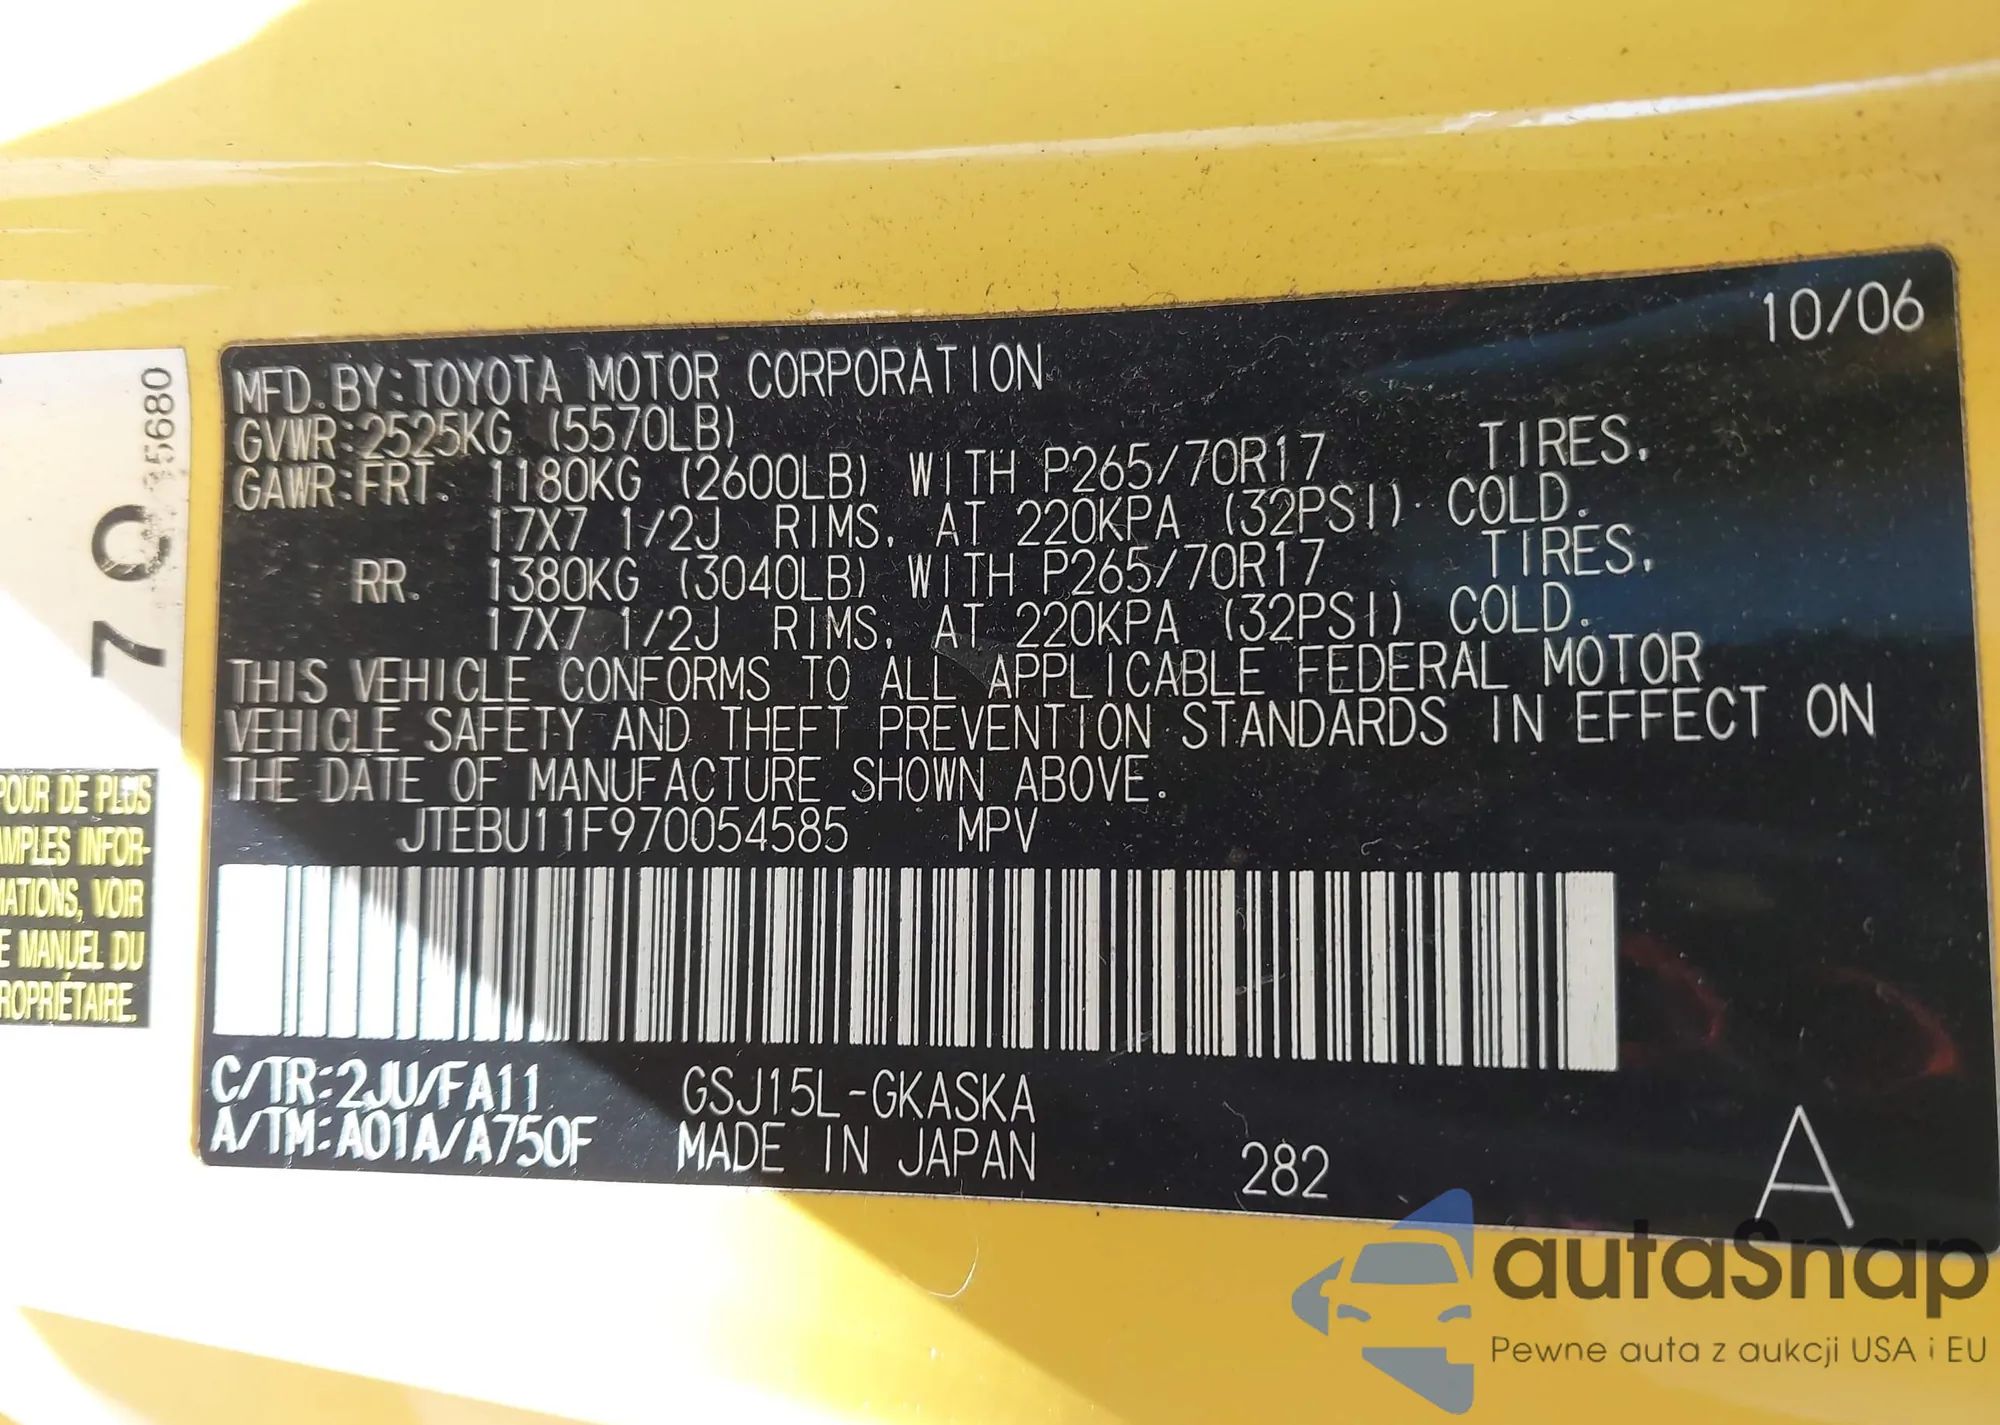 10/06
MFD. BY: TOYOTA MOTOR CORPORATION
GVWR: 2525KG (5570LB)
GAWR: FRT. 1180KG (2600LB) WITH P265/70R17 TIRES,
17X7 1/2J RIMS, AT 220KPA (32PSI) COLD.
RR. 1380KG (3040LB) WITH P265/70R17 TIRES,
17X7 1/2J RIMS, AT 220KPA (32PSI) COLD.
THIS VEHICLE CONFORMS TO ALL APPLICABLE FEDERAL MOTOR
VEHICLE SAFETY AND THEFT PREVENTION STANDARDS IN EFFECT ON
THE DATE OF MANUFACTURE SHOWN ABOVE.
JTEBU11F970054585 MPV
C/TR: 2JU/FA11 GSJ15L-GKASKA
A/TM: A01A/A750F MADE IN JAPAN 282 A
POUR DE PLUS
AMPLES INFOR-
MATIONS, VOIR
E MANUEL DU
ROPRIÉTAIRE.
autaSnap
Pewne auta z aukcji USA i EU